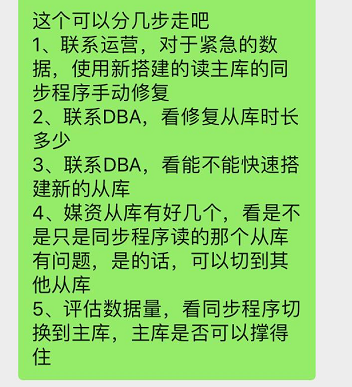 这个可以分几步走吧
1、联系运营，对于紧急的数
据，使用新搭建的读主库的同
步程序手动修复
2、联系DBA，看修复从库时长
多少
3、联系DBA，看能不能快速搭
建新的从库
4、媒资从库有好几个，看是不
是只是同步程序读的那个从库
有问题，是的话，可以切到其
他从库
5、评估数据量，看同步程序切
换到主库，主库是否可以撑得
住